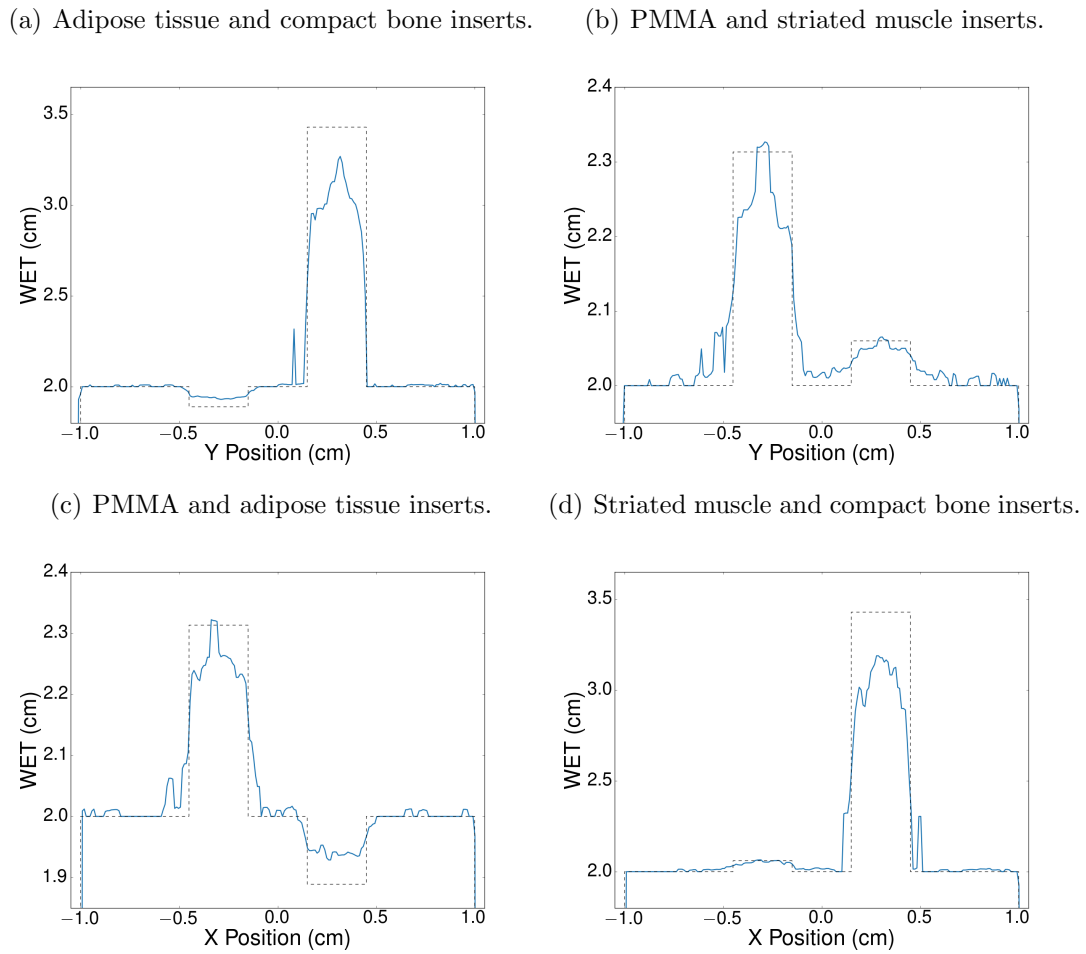 (a) Adipose tissue and compact bone inserts.
(b) PMMA and striated muscle inserts.
3.5
3.0
2.5
2.0
WET (cm)
−1.0 −0.5 0.0 0.5 1.0
Y Position (cm)
2.4
2.3
2.2
2.1
2.0
WET (cm)
−1.0 −0.5 0.0 0.5 1.0
Y Position (cm)
(c) PMMA and adipose tissue inserts.
(d) Striated muscle and compact bone inserts.
2.4
2.3
2.2
2.1
2.0
1.9
WET (cm)
−1.0 −0.5 0.0 0.5 1.0
X Position (cm)
3.5
3.0
2.5
2.0
WET (cm)
−1.0 −0.5 0.0 0.5 1.0
X Position (cm)